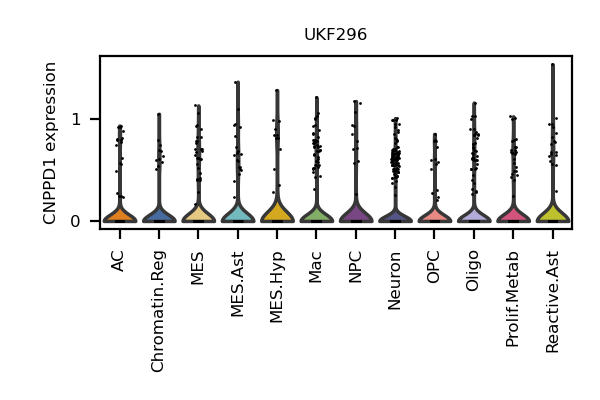 UKF296
CNPPD1 expression
1
0
AC
Chromatin.Reg
MES
MES.Ast
MES.Hyp
Mac
NPC
Neuron
OPC
Oligo
Prolif.Metab
Reactive.Ast